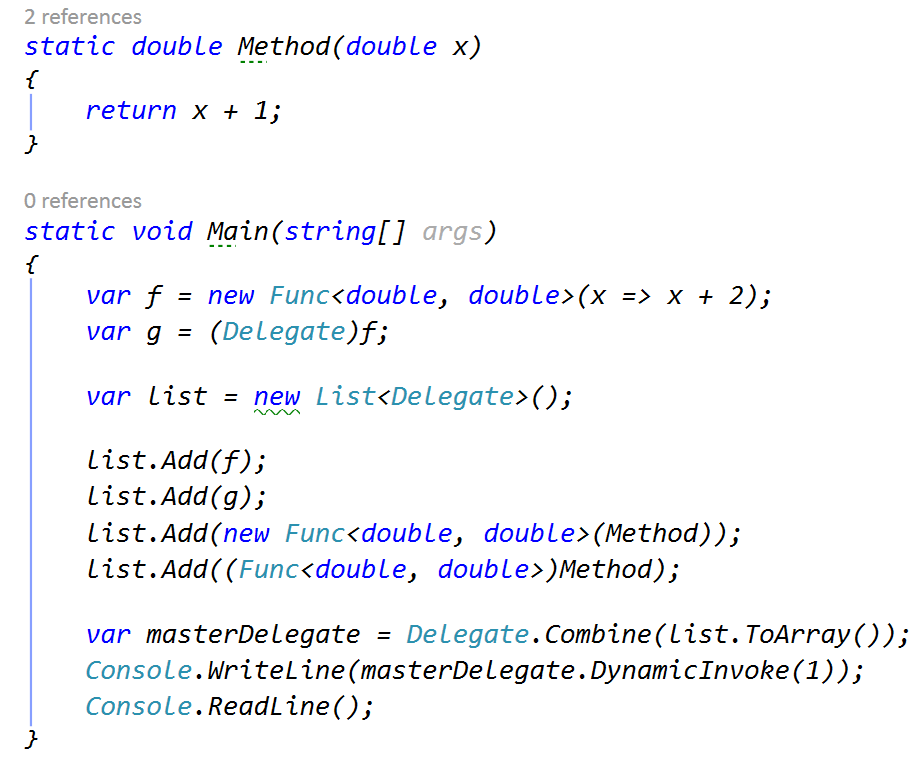 2 references
static double Method(double x)
{
    return x + 1;
}
0 references
static void Main(string[] args)
{
    var f = new Func<double, double>(x => x + 2);
    var g = (Delegate)f;
    var list = new List<Delegate>();
    list.Add(f);
    list.Add(g);
    list.Add(new Func<double, double>(Method));
    list.Add((Func<double, double>)Method);
    var masterDelegate = Delegate.Combine(list.ToArray());
    Console.WriteLine(masterDelegate.DynamicInvoke(1));
    Console.ReadLine();
}